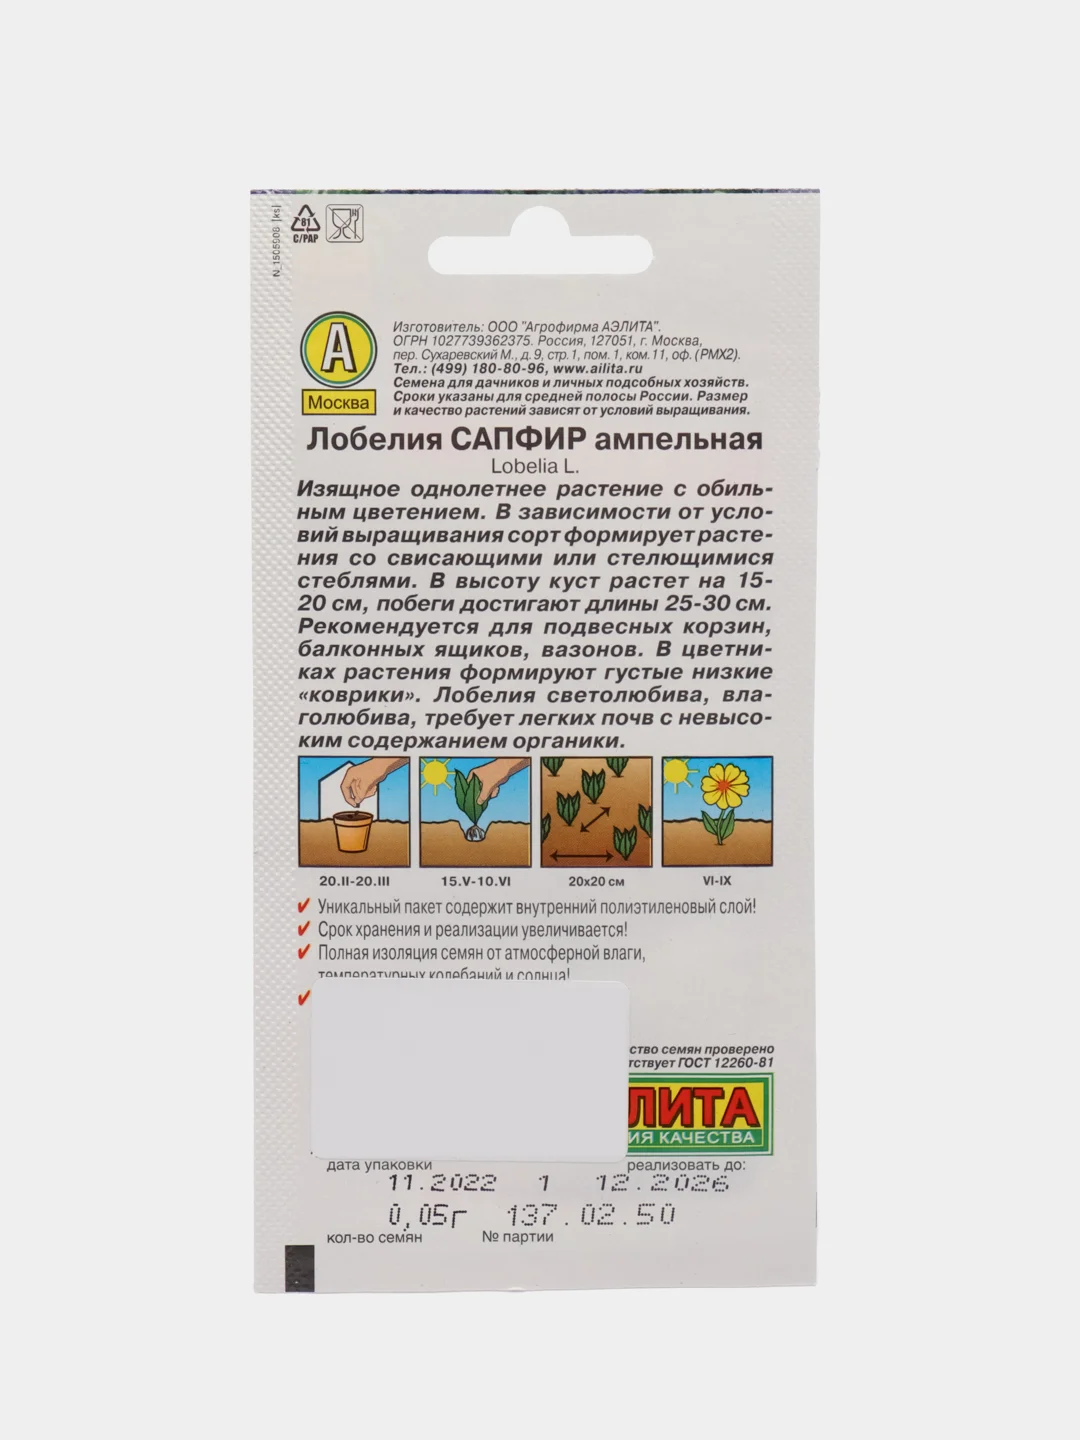 N_1505908 [ks]
81
C/PAP
А
Москва
Изготовитель: ООО "Агрофирма АЭЛИТА".
ОГРН 1027739362375. Россия, 127051, г. Москва,
пер. Сухаревский М., д. 9, стр. 1, пом. 1, ком. 11, оф. (РМХ2).
Тел.: (499) 180-80-96, www.ailita.ru
Семена для дачников и личных подсобных хозяйств.
Сроки указаны для средней полосы России. Размер
и качество растений зависят от условий выращивания.
Лобелия САПФИР ампельная
Lobelia L.
Изящное однолетнее растение с обиль-
ным цветением. В зависимости от усло-
вий выращивания сорт формирует расте-
ния со свисающими или стелющимися
стеблями. В высоту куст растет на 15-
20 см, побеги достигают длины 25-30 см.
Рекомендуется для подвесных корзин,
балконных ящиков, вазонов. В цветни-
ках растения формируют густые низкие
«коврики». Лобелия светолюбива, вла-
голюбива, требует легких почв с невысо-
ким содержанием органики.
20.II-20.III
15.V-10.VI
20х20 см
VI-IX
Уникальный пакет содержит внутренний полиэтиленовый слой!
Срок хранения и реализации увеличивается!
Полная изоляция семян от атмосферной влаги,
температурных колебаний и солнца!
ство семян проверено
тствует ГОСТ 12260-81
ЛИТА
ИЯ КАЧЕСТВА
дата упаковки
реализовать до:
11.2022 1 12.2026
0,05г 137.02.50
кол-во семян
№ партии